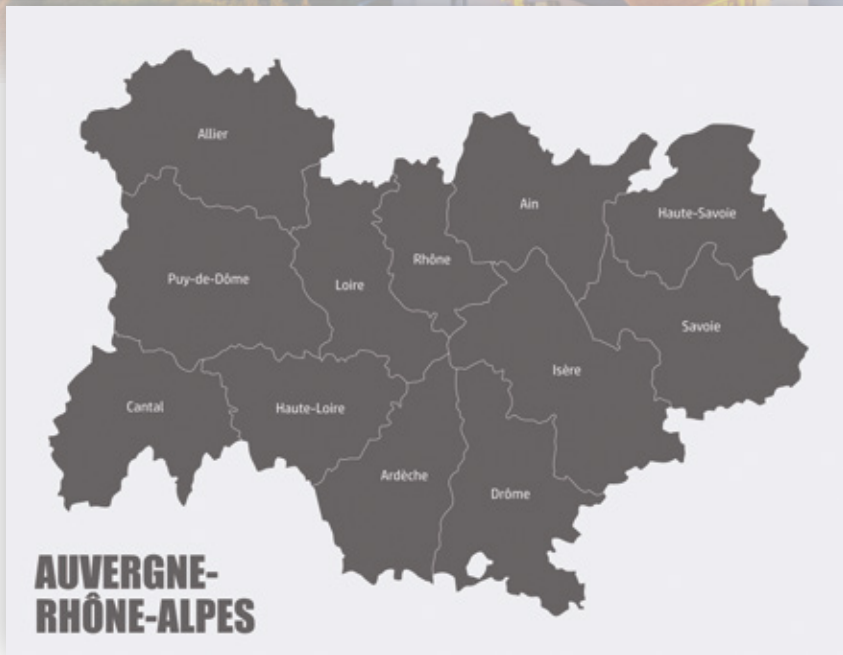 Allier
Ain
Haute-Savoie
Rhône
Puy-de-Dôme
Loire
Savoie
Isère
Cantal
Haute-Loire
Ardèche
Drôme
AUVERGNE-
RHÔNE-ALPES